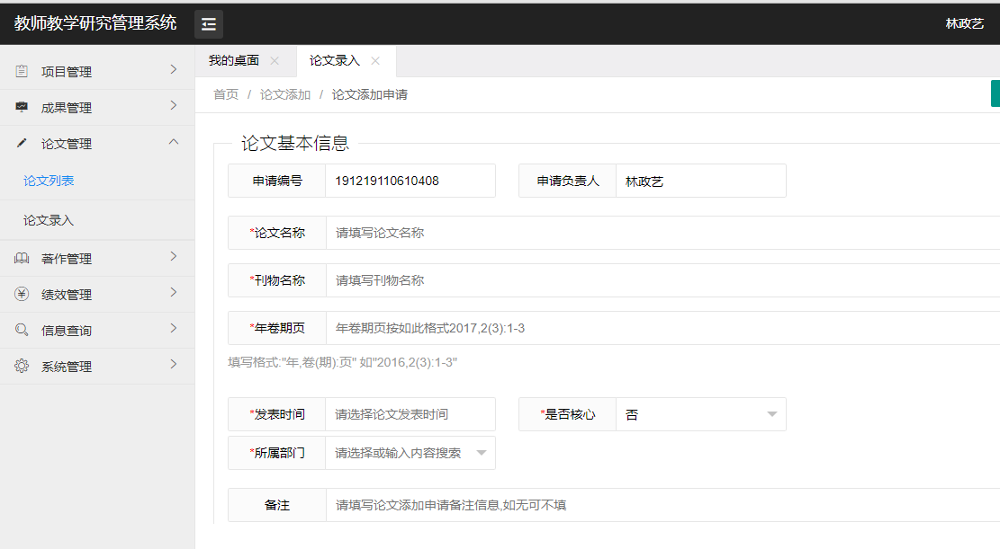 教师教学研究管理系统
林政艺
项目管理
成果管理
论文管理
论文列表
论文录入
著作管理
绩效管理
信息查询
系统管理
我的桌面
论文录入
首页 / 论文添加 / 论文添加申请
论文基本信息
申请编号 191219110610408 申请负责人 林政艺
*论文名称 请填写论文名称
*刊物名称 请填写刊物名称
*年卷期页 年卷期页按如此格式2017,2(3):1-3
填写格式:"年,卷(期):页" 如"2016,2(3):1-3"
*发表时间 请选择论文发表时间 *是否核心 否
*所属部门 请选择或输入内容搜索
备注 请填写论文添加申请备注信息,如无可不填